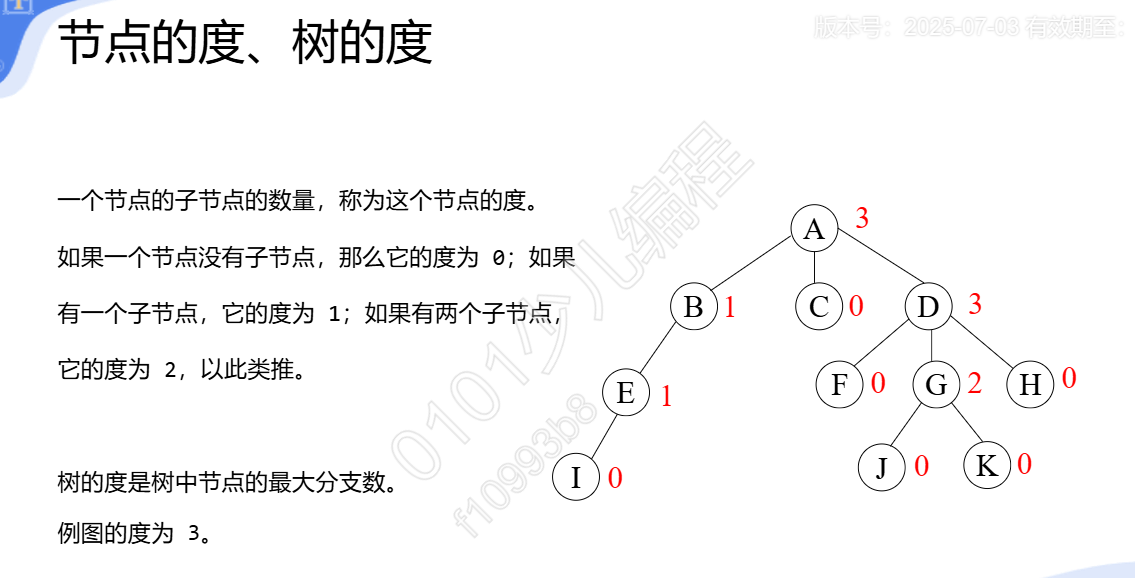 节点的度、树的度
版本号：2025-07-03 有效期至：
一个节点的子节点的数量，称为这个节点的度。
如果一个节点没有子节点，那么它的度为 0；如果
有一个子节点，它的度为 1；如果有两个子节点，
它的度为 2，以此类推。
树的度是树中节点的最大分支数。
例图的度为 3。
A 3
B 1 C 0 D 3
E 1 F 0 G 2 H 0
I 0 J 0 K 0
0101少儿编程
f10993b8